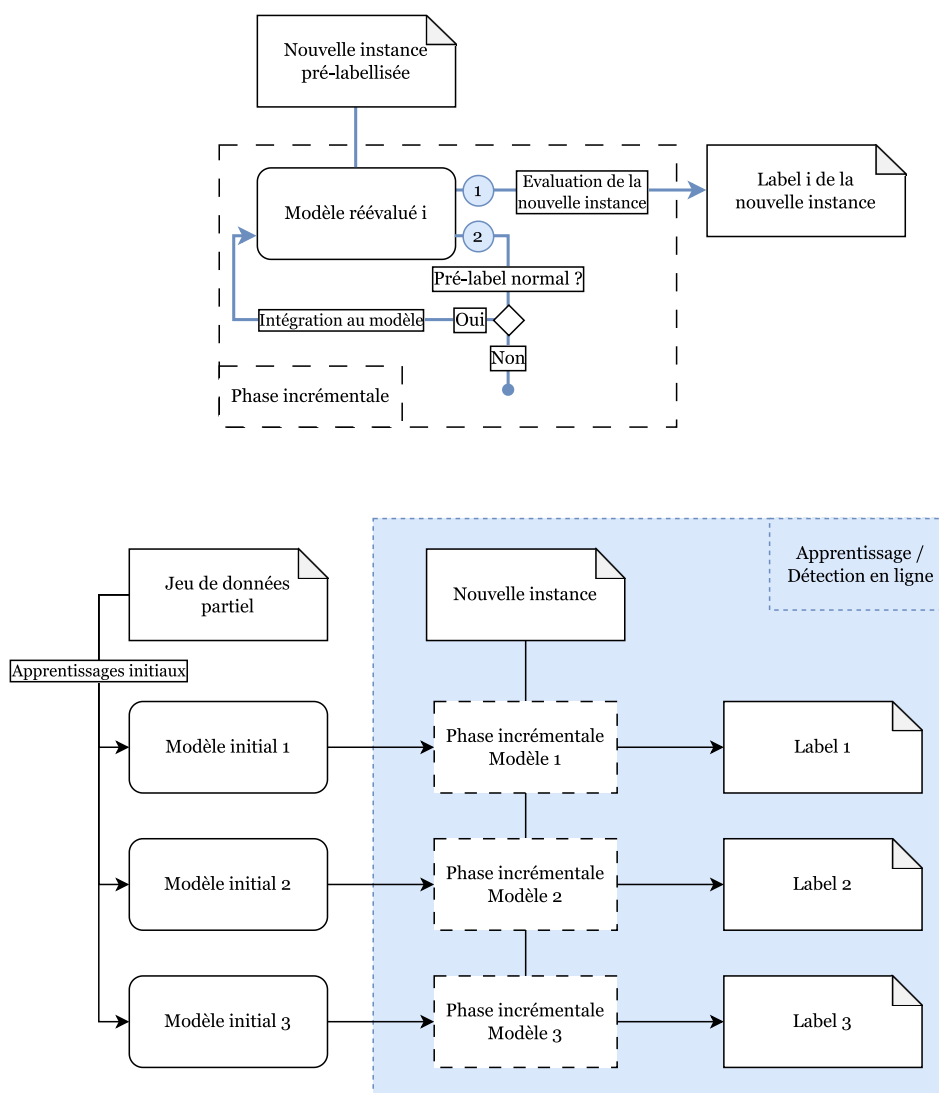 Nouvelle instance
pré-labellisée
Modèle réévalué i
1
Evaluation de la
nouvelle instance
Label i de la
nouvelle instance
2
Pré-label normal ?
Intégration au modèle
Oui
Non
Phase incrémentale
Apprentissage /
Détection en ligne
Jeu de données
partiel
Nouvelle instance
Apprentissages initiaux
Modèle initial 1
Phase incrémentale
Modèle 1
Label 1
Modèle initial 2
Phase incrémentale
Modèle 2
Label 2
Modèle initial 3
Phase incrémentale
Modèle 3
Label 3